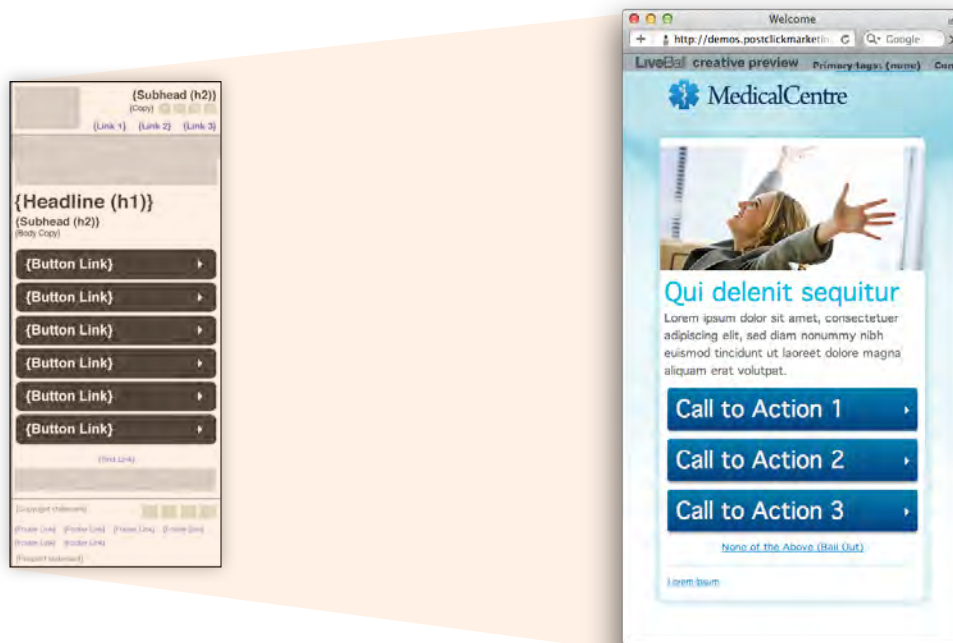 {Subhead (h2)}
{Copy}
{Link 1} {Link 2} {Link 3}
{Headline (h1)}
{Subhead (h2)}
{Body Copy}
{Button Link}
{Button Link}
{Button Link}
{Button Link}
{Button Link}
{Button Link}
{Copyright statement}
{Footer Link} {Footer Link} {Footer Link} {Footer Link}
{Footer Link} {Footer Link}
Welcome
http://demos.postclickmarketin
Google
LiveBall creative preview Primary tags: (none)
MedicalCentre
Qui delenit sequitur
Lorem ipsum dolor sit amet, consectetuer
adipiscing elit, sed diam nonummy nibh
euismod tincidunt ut laoreet dolore magna
aliquam erat volutpat.
Call to Action 1
Call to Action 2
Call to Action 3
None of the Above (Bail Out)
Lorem Ipsum